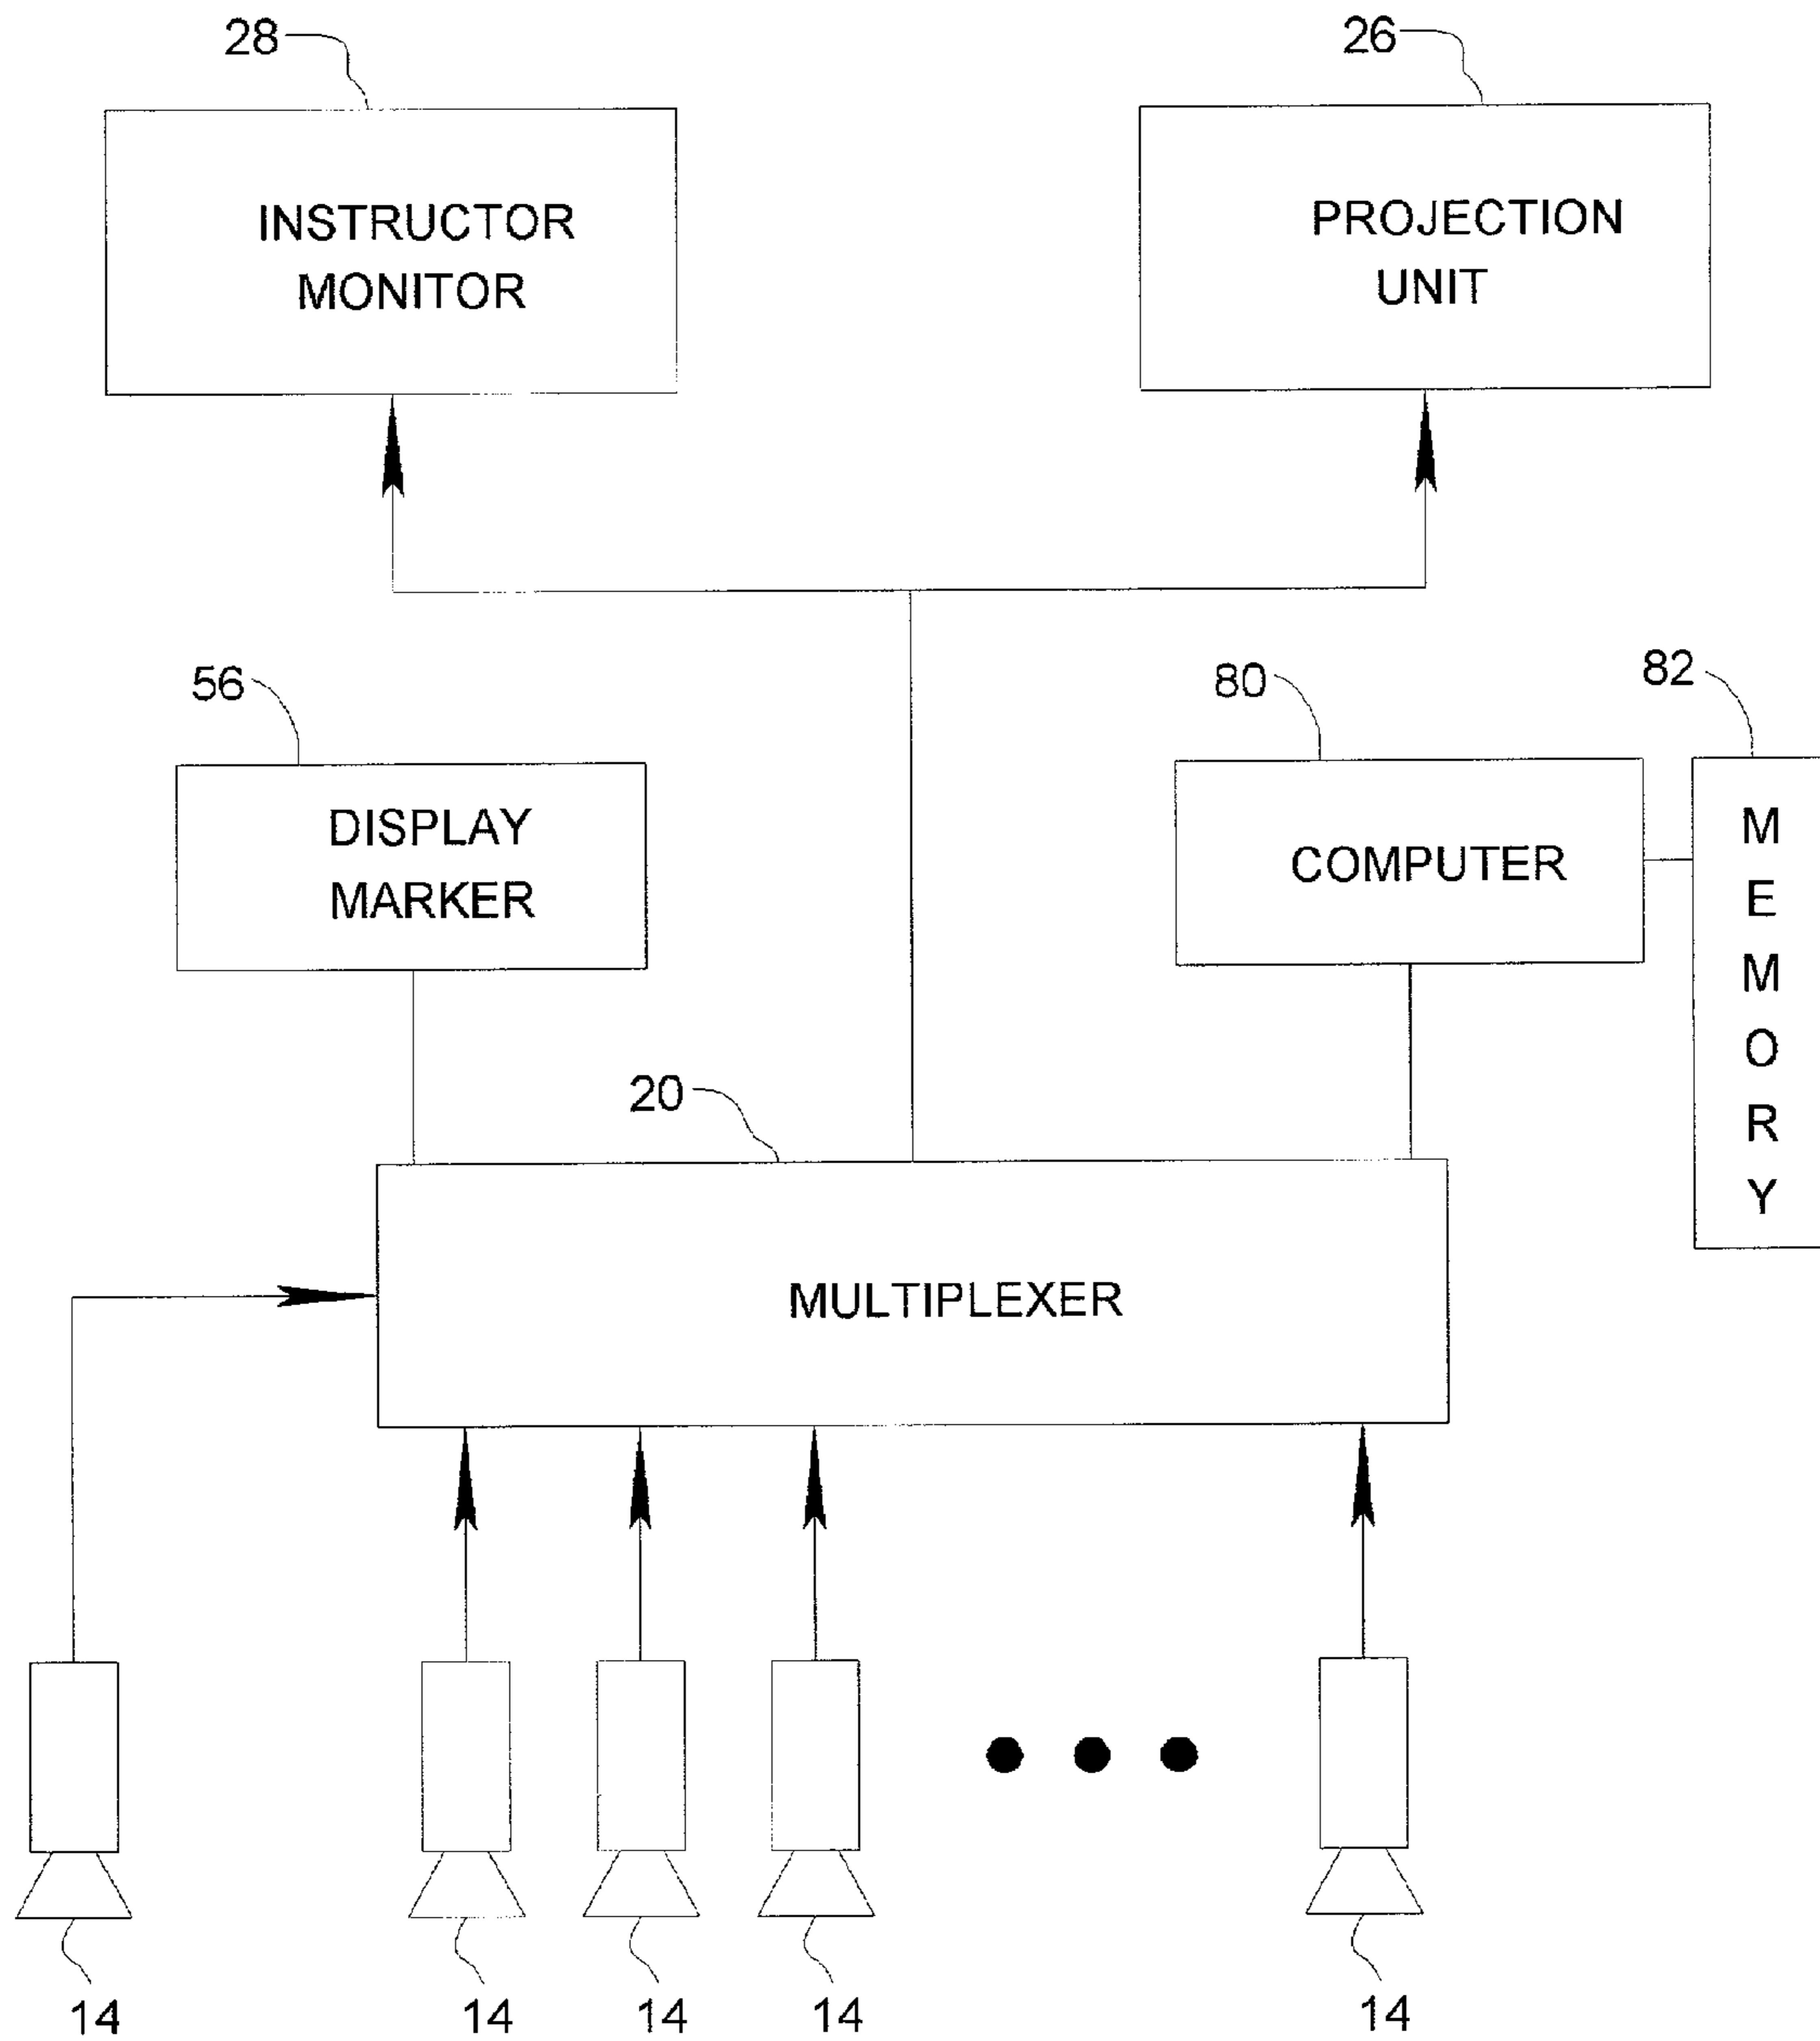 28
26
INSTRUCTOR
MONITOR
PROJECTION
UNIT
56
80
82
DISPLAY
MARKER
COMPUTER
MEMORY
20
MULTIPLEXER
14
14
14
14
14